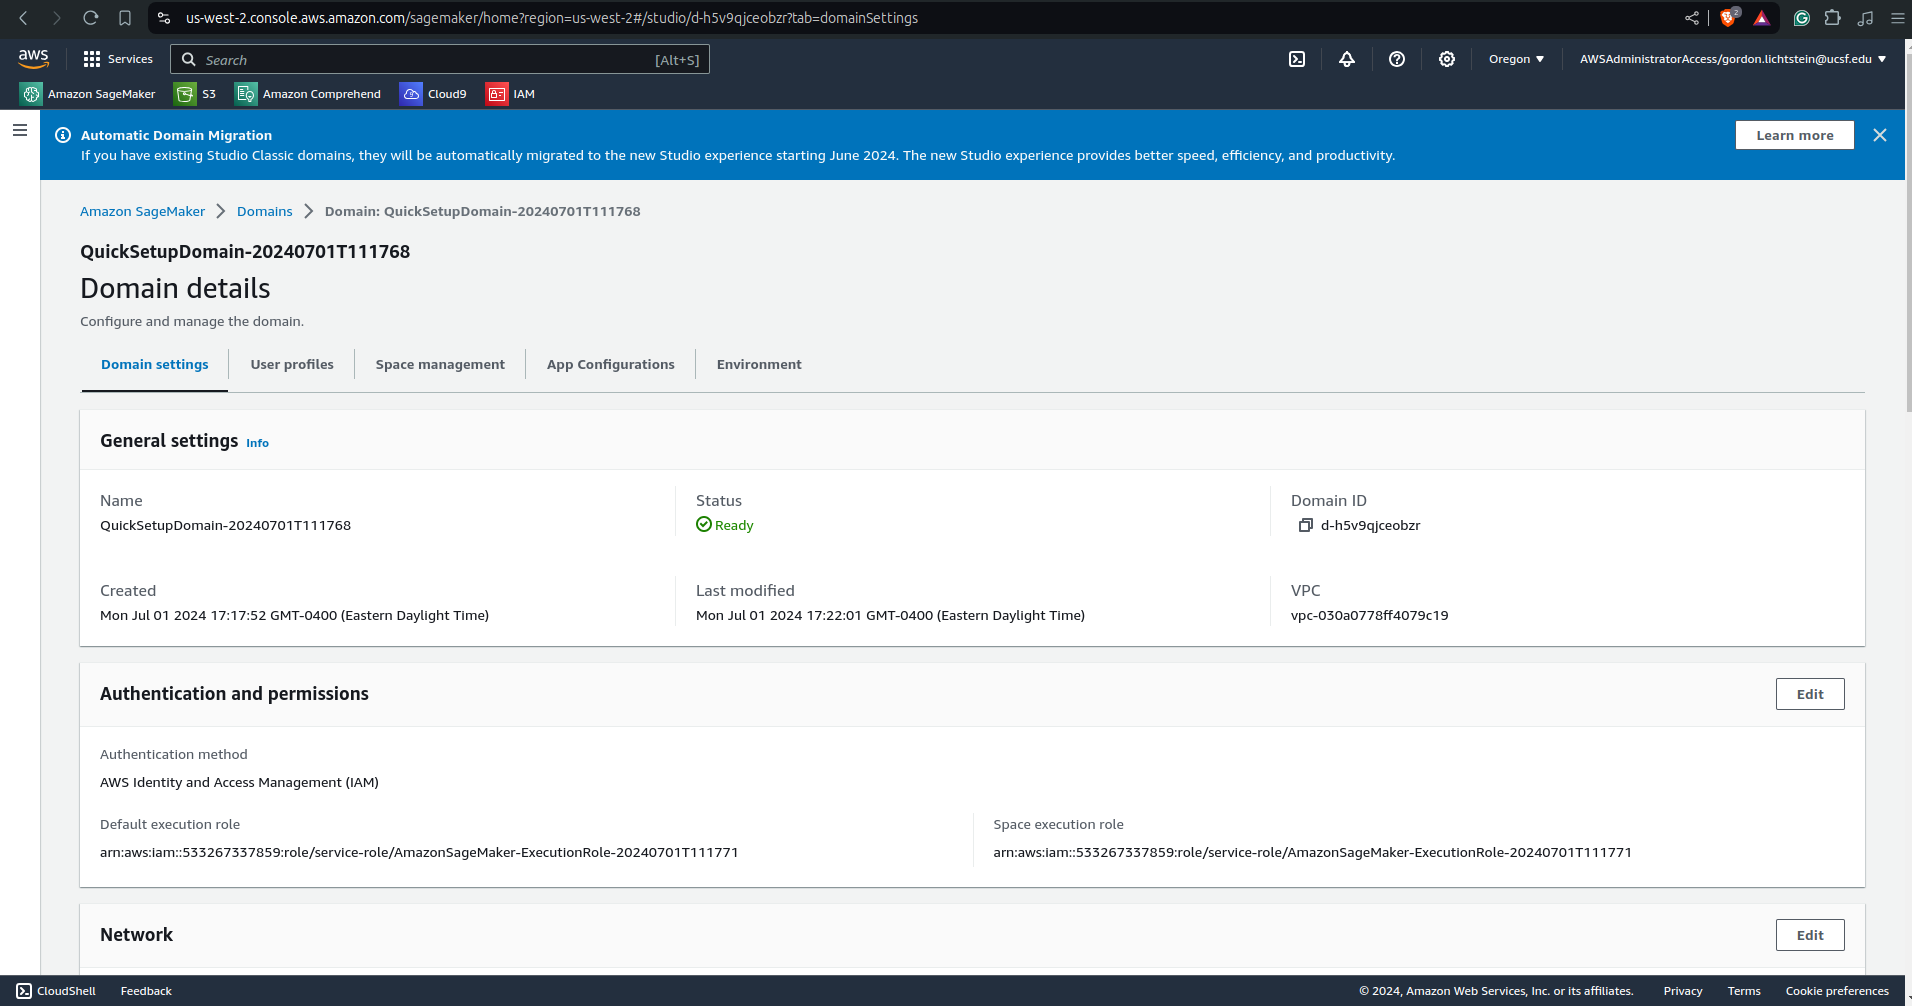 us-west-2.console.aws.amazon.com/sagemaker/home?region=us-west-2#/studio/d-h5v9qjceobzr?tab=domainSettings
2
aws
Services
Search
[Alt+S]
Oregon
AWSAdministratorAccess/gordon.lichtstein@ucsf.edu
Amazon SageMaker
S3
Amazon Comprehend
Cloud9
IAM
Automatic Domain Migration
If you have existing Studio Classic domains, they will be automatically migrated to the new Studio experience starting June 2024. The new Studio experience provides better speed, efficiency, and productivity.
Learn more
Amazon SageMaker
Domains
Domain: QuickSetupDomain-20240701T111768
QuickSetupDomain-20240701T111768
Domain details
Configure and manage the domain.
Domain settings
User profiles
Space management
App Configurations
Environment
General settings Info
Name
QuickSetupDomain-20240701T111768
Status
Ready
Domain ID
d-h5v9qjceobzr
Created
Mon Jul 01 2024 17:17:52 GMT-0400 (Eastern Daylight Time)
Last modified
Mon Jul 01 2024 17:22:01 GMT-0400 (Eastern Daylight Time)
VPC
vpc-030a0778ff4079c19
Authentication and permissions
Edit
Authentication method
AWS Identity and Access Management (IAM)
Default execution role
arn:aws:iam::533267337859:role/service-role/AmazonSageMaker-ExecutionRole-20240701T111771
Space execution role
arn:aws:iam::533267337859:role/service-role/AmazonSageMaker-ExecutionRole-20240701T111771
Network
Edit
CloudShell
Feedback
© 2024, Amazon Web Services, Inc. or its affiliates.
Privacy
Terms
Cookie preferences